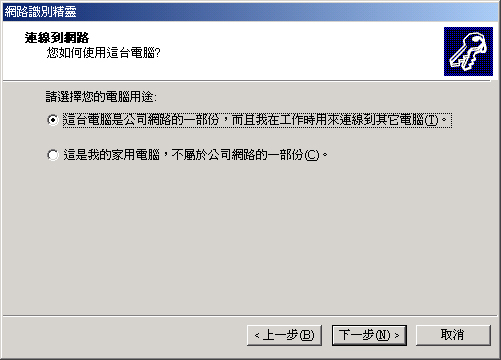 網路識別精靈
連線到網路
您如何使用這台電腦?
請選擇您的電腦用途:
這台電腦是公司網路的一部份，而且我在工作時用來連線到其它電腦(T)。
這是我的家用電腦，不屬於公司網路的一部份(C)。
< 上一步(B)
下一步(N) >
取消